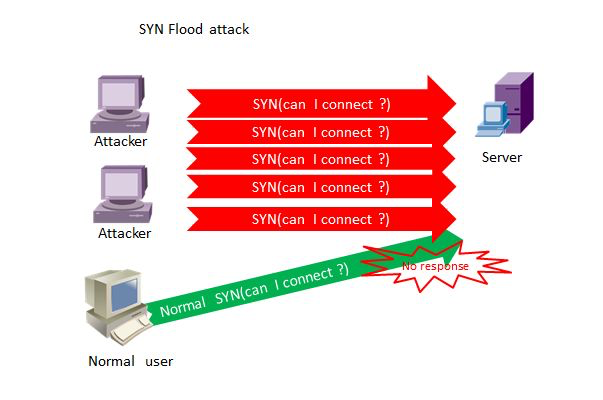 SYN Flood attack
SYN(can I connect ?)
SYN(can I connect ?)
Attacker
SYN(can I connect ?)
Server
SYN(can I connect ?)
SYN(can I connect ?)
Attacker
No response
Normal SYN(can I connect ?)
Normal user